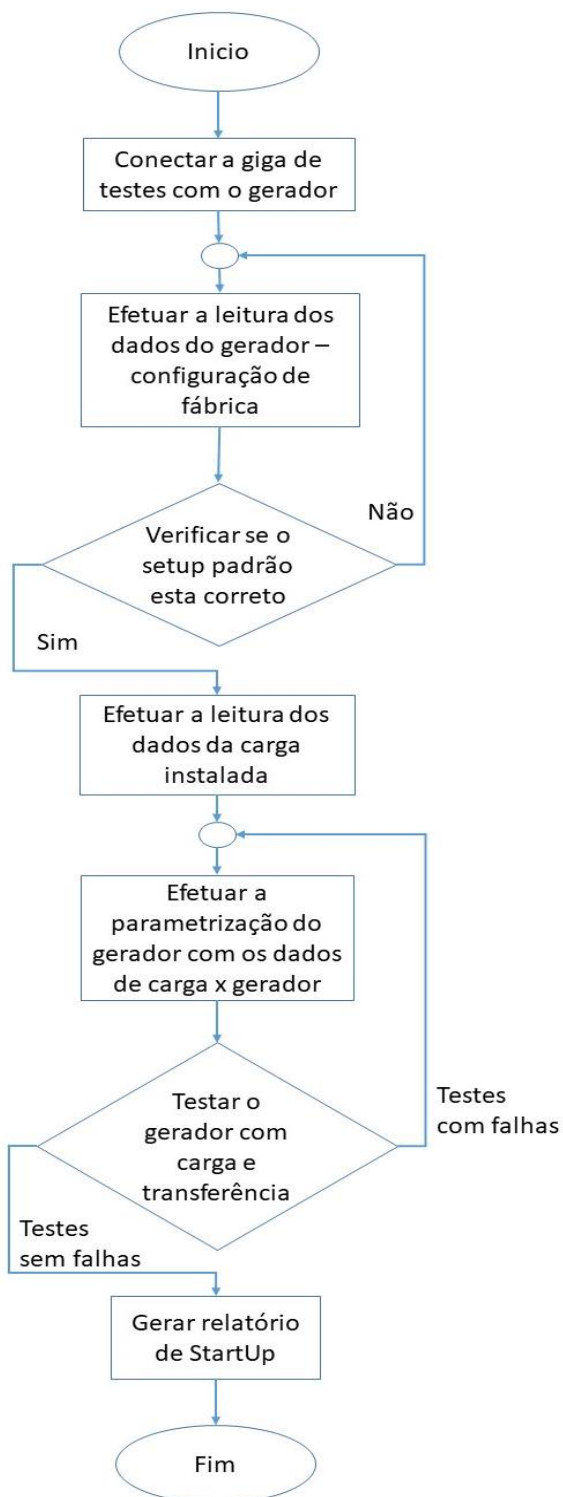 Inicio
Conectar a giga de
testes com o gerador
Efetuar a leitura dos
dados do gerador –
configuração de
fábrica
Não
Verificar se o
setup padrão
esta correto
Sim
Efetuar a leitura dos
dados da carga
instalada
Efetuar a
parametrização do
gerador com os dados
de carga x gerador
Testar o
gerador com
carga e
transferência
Testes
com falhas
Testes
sem falhas
Gerar relatório
de StartUp
Fim